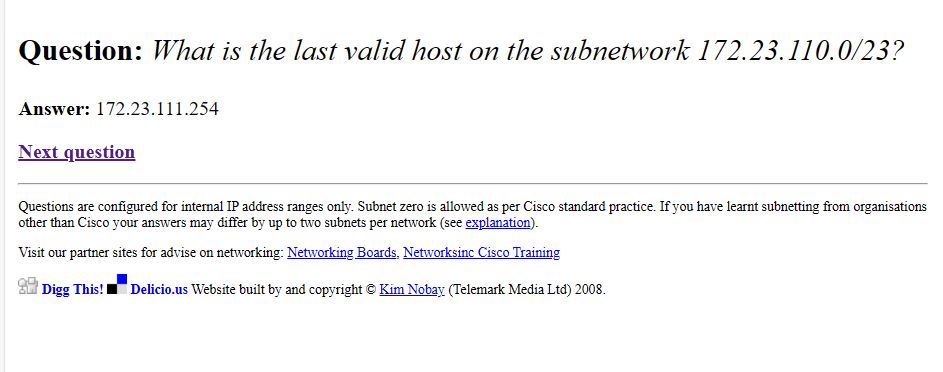 Question: What is the last valid host on the subnetwork 172.23.110.0/23?
Answer: 172.23.111.254
Next question
Questions are configured for internal IP address ranges only. Subnet zero is allowed as per Cisco standard practice. If you have learnt subnetting from organisations
other than Cisco your answers may differ by up to two subnets per network (see explanation).
Visit our partner sites for advise on networking: Networking Boards, Networksinc Cisco Training
Digg This! Delicio.us Website built by and copyright © Kim Nobay (Telemark Media Ltd) 2008.